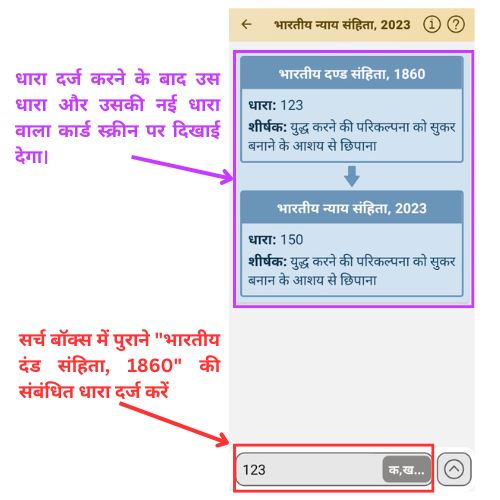 भारतीय न्याय संहिता, 2023
धारा दर्ज करने के बाद उस
धारा और उसकी नई धारा
वाला कार्ड स्क्रीन पर दिखाई
देगा।
भारतीय दण्ड संहिता, 1860
धारा: 123
शीर्षक: युद्ध करने की परिकल्पना को सुकर
बनाने के आशय से छिपाना
भारतीय न्याय संहिता, 2023
धारा: 150
शीर्षक: युद्ध करने की परिकल्पना को सुकर
बनान के आशय से छिपाना
सर्च बॉक्स में पुराने "भारतीय
दंड संहिता, 1860" की
संबंधित धारा दर्ज करें
123 क,ख...